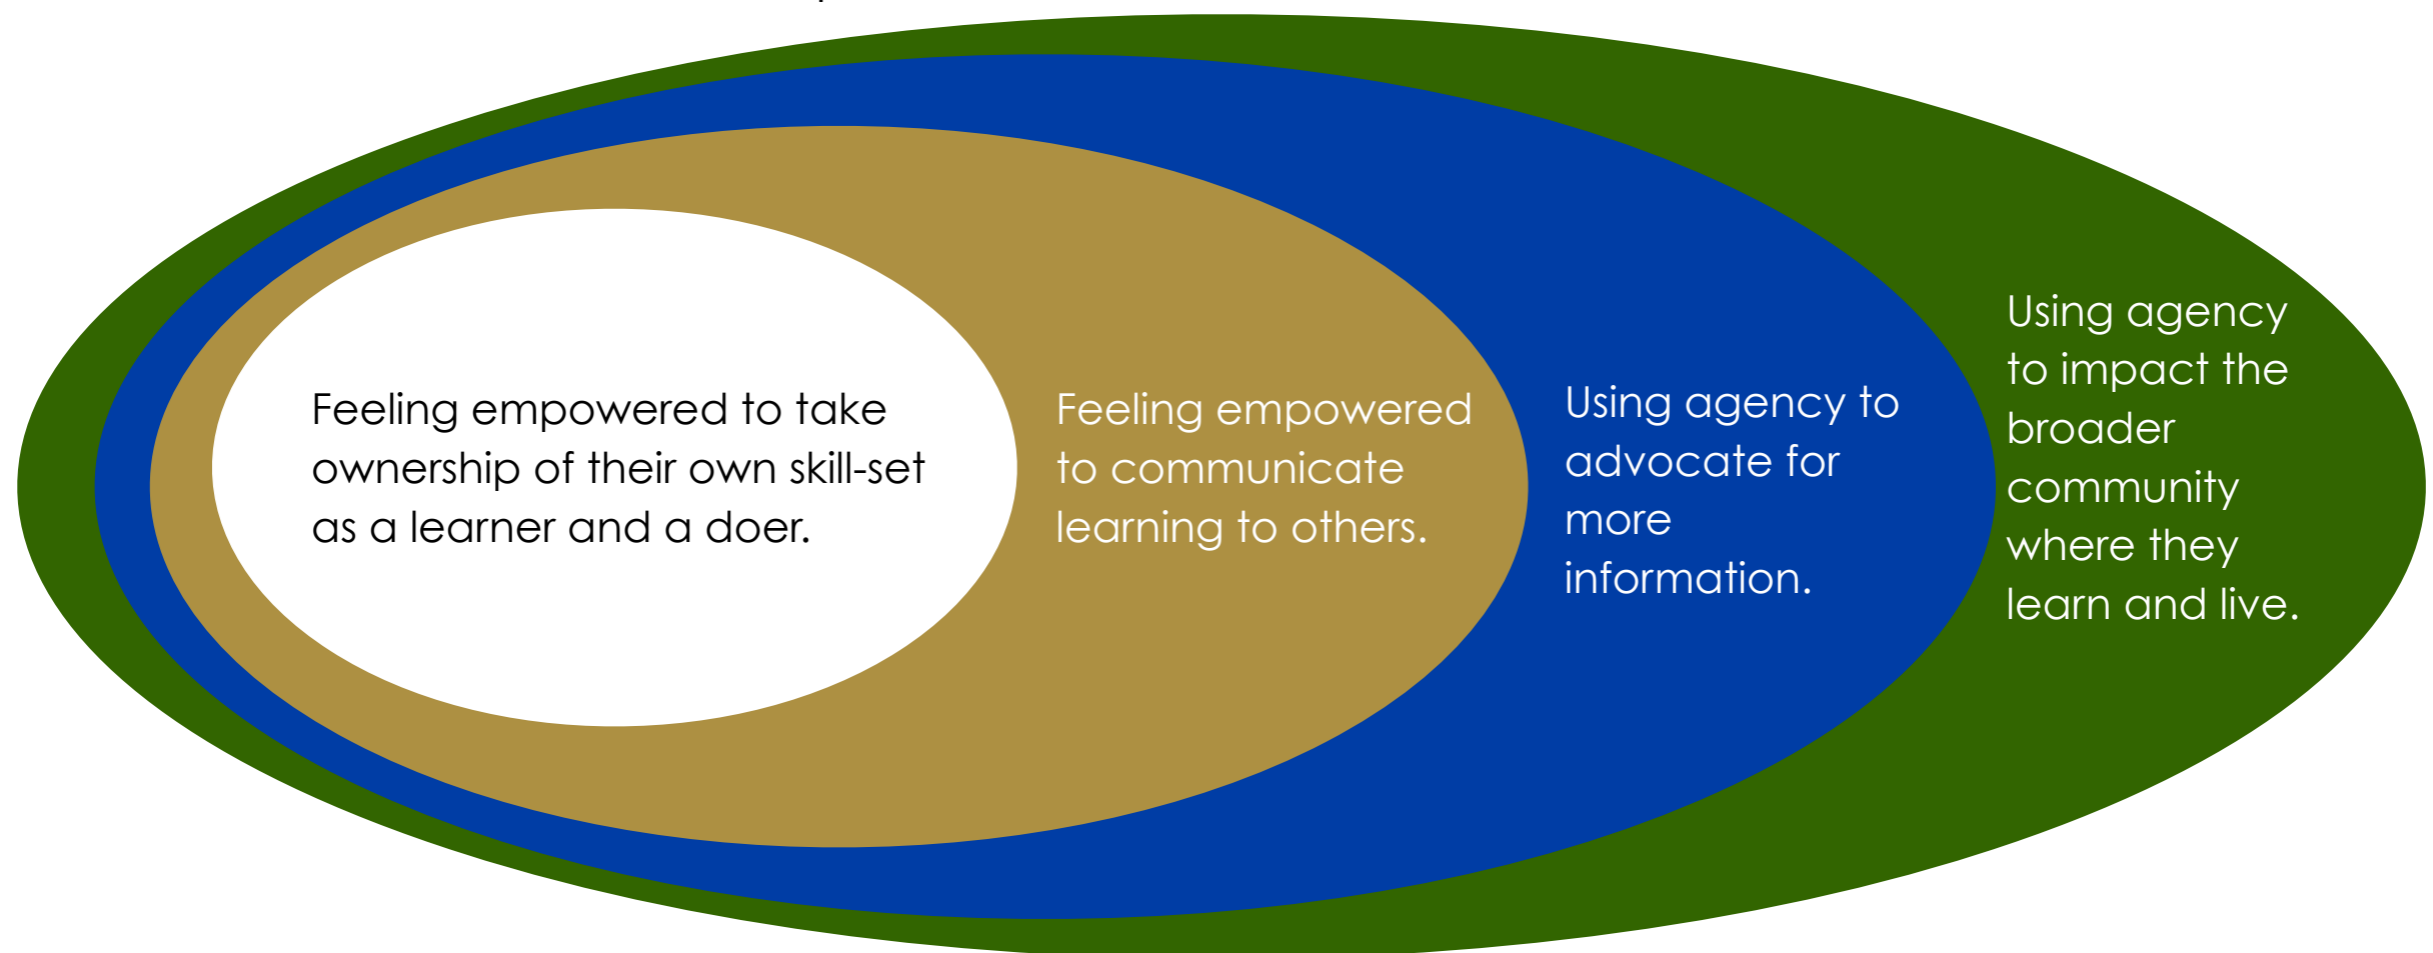 Feeling empowered to take
ownership of their own skill-set
as a learner and a doer.
Feeling empowered
to communicate
learning to others.
Using agency to
advocate for
more
information.
Using agency
to impact the
broader
community
where they
learn and live.